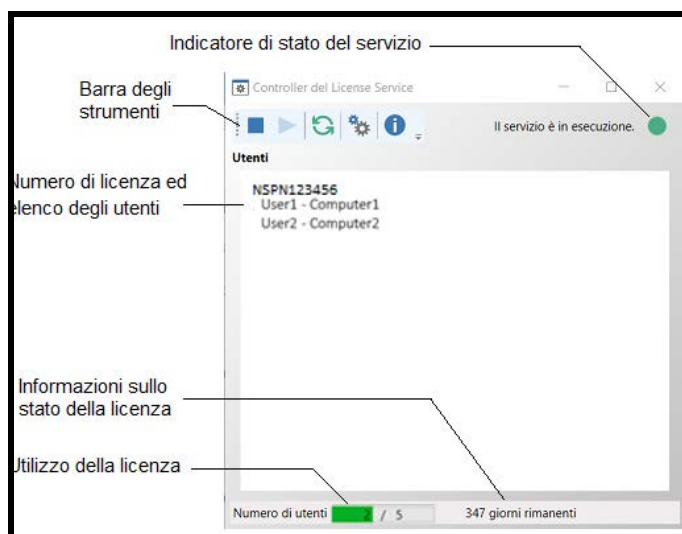 Indicatore di stato del servizio
Barra degli
strumenti
Controller del License Service
Il servizio è in esecuzione.
Utenti
Numero di licenza ed
elenco degli utenti
NSPN123456
User1 - Computer1
User2 - Computer2
Informazioni sullo
stato della licenza
Utilizzo della licenza
Numero di utenti 2 / 5 347 giorni rimanenti